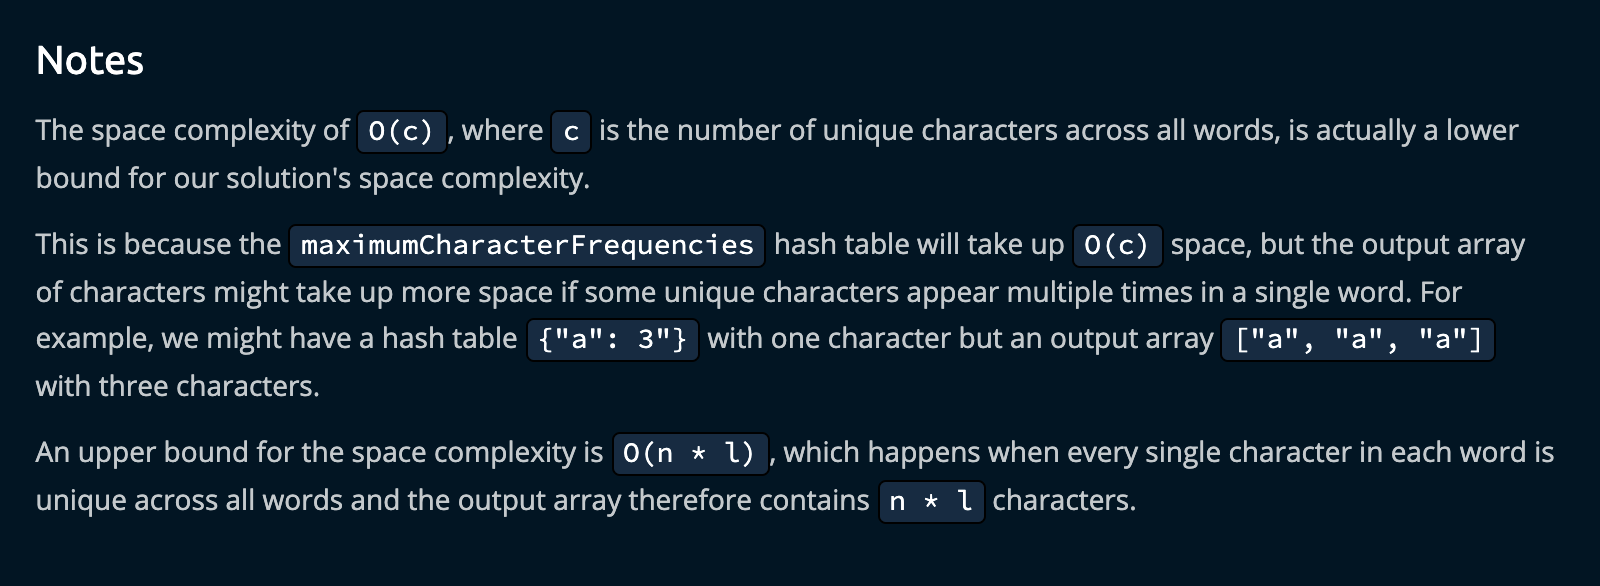 Notes
The space complexity of O(c), where c is the number of unique characters across all words, is actually a lower
bound for our solution's space complexity.
This is because the maximumCharacterFrequencies hash table will take up O(c) space, but the output array
of characters might take up more space if some unique characters appear multiple times in a single word. For
example, we might have a hash table {"a": 3"} with one character but an output array ["a", "a", "a"]
with three characters.
An upper bound for the space complexity is O(n * l), which happens when every single character in each word is
unique across all words and the output array therefore contains n * l characters.